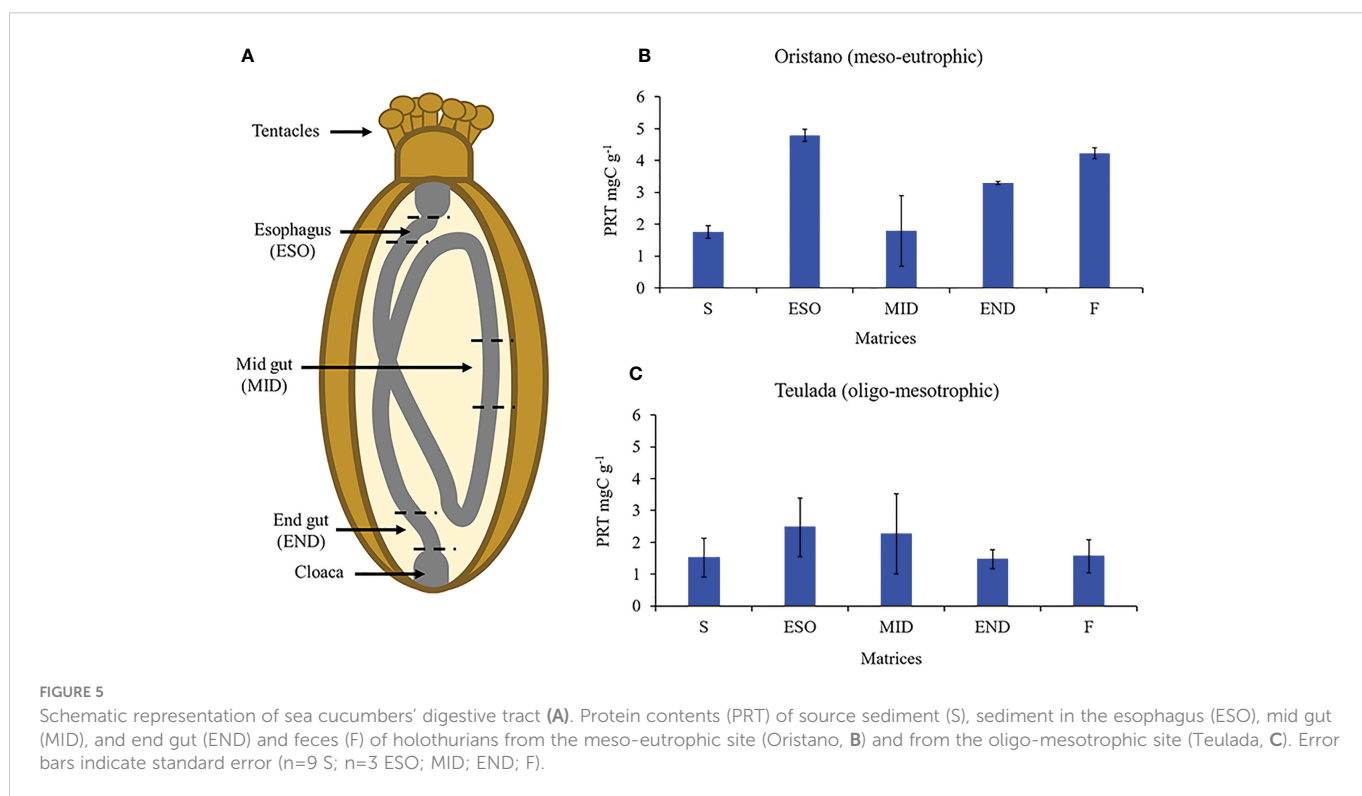 A
Tentacles
Esophagus
(ESO)
Mid gut
(MID)
End gut
(END)
Cloaca
B
Oristano (meso-eutrophic)
PRT mgC g⁻¹
6
5
4
3
2
1
0
S ESO MID END F
Matrices
C
Teulada (oligo-mesotrophic)
PRT mgC g⁻¹
6
5
4
3
2
1
0
S ESO MID END F
Matrices
FIGURE 5
Schematic representation of sea cucumbers’ digestive tract (A). Protein contents (PRT) of source sediment (S), sediment in the esophagus (ESO), mid gut
(MID), and end gut (END) and feces (F) of holothurians from the meso-eutrophic site (Oristano, B) and from the oligo-mesotrophic site (Teulada, C). Error
bars indicate standard error (n=9 S; n=3 ESO; MID; END; F).